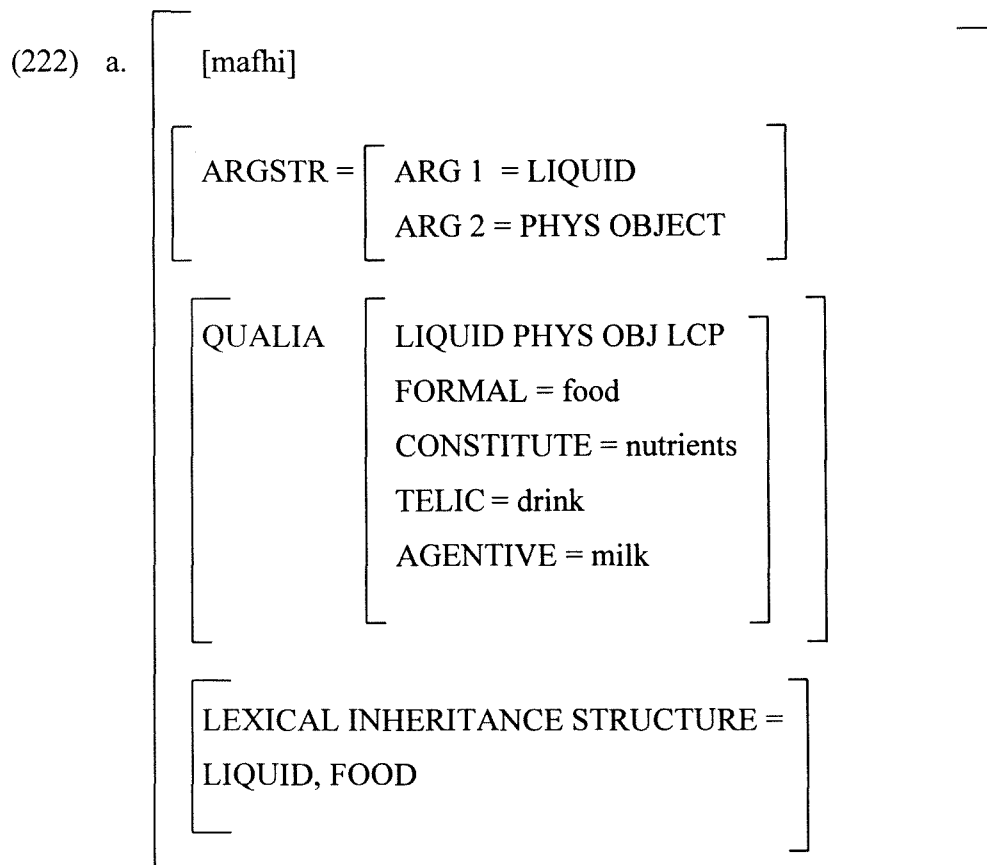 (222) a. [mafhi]
ARGSTR = ARG 1 = LIQUID
ARG 2 = PHYS OBJECT
QUALIA LIQUID PHYS OBJ LCP
FORMAL = food
CONSTITUTE = nutrients
TELIC = drink
AGENTIVE = milk
LEXICAL INHERITANCE STRUCTURE =
LIQUID, FOOD